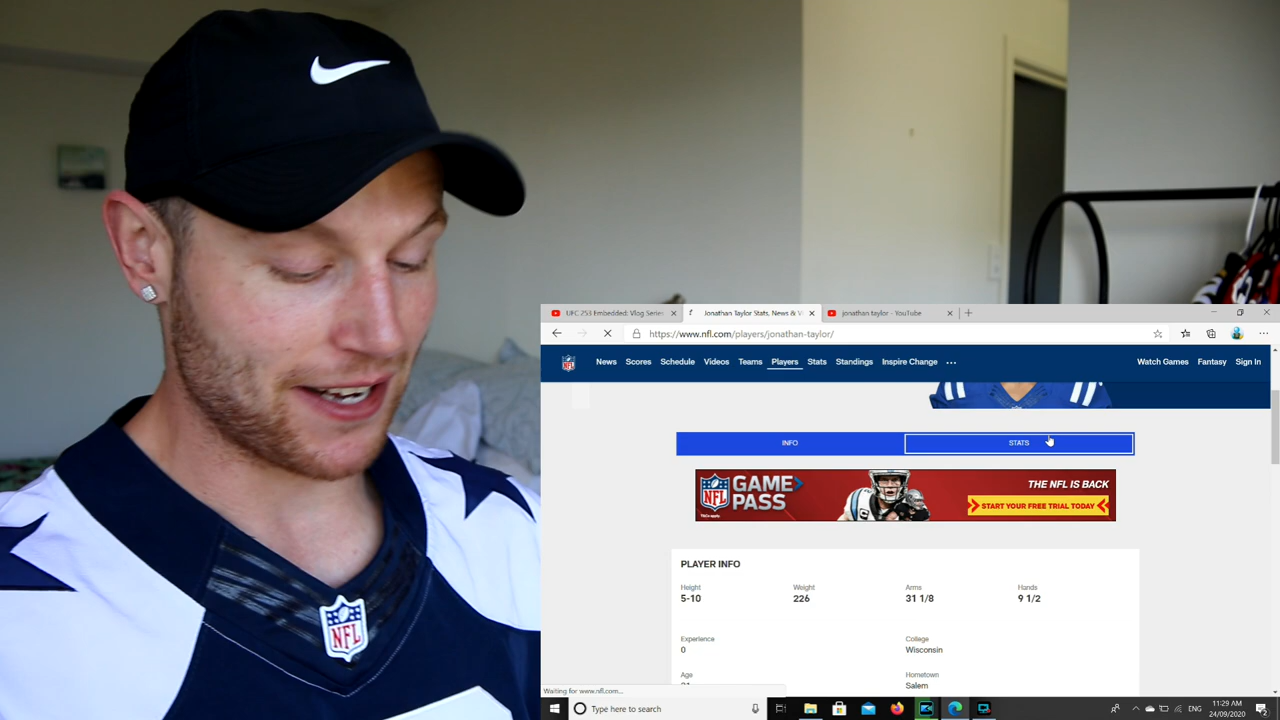 NFL
UFC 253 Embedded: Vlog Series
Jonathan Taylor Stats, News & V
jonathan taylor - YouTube
https://www.nfl.com/players/jonathan-taylor/
News Scores Schedule Videos Teams Players Stats Standings Inspire Change ... Watch Games Fantasy Sign In
INFO STATS
NFL GAME PASS
THE NFL IS BACK
START YOUR FREE TRIAL TODAY
PLAYER INFO
Height Weight Arms Hands
5-10 226 31 1/8 9 1/2
Experience College
0 Wisconsin
Age Hometown
Salem
Waiting for www.nfl.com...
Type here to search
ENG
11:29 AM
24/09/2020